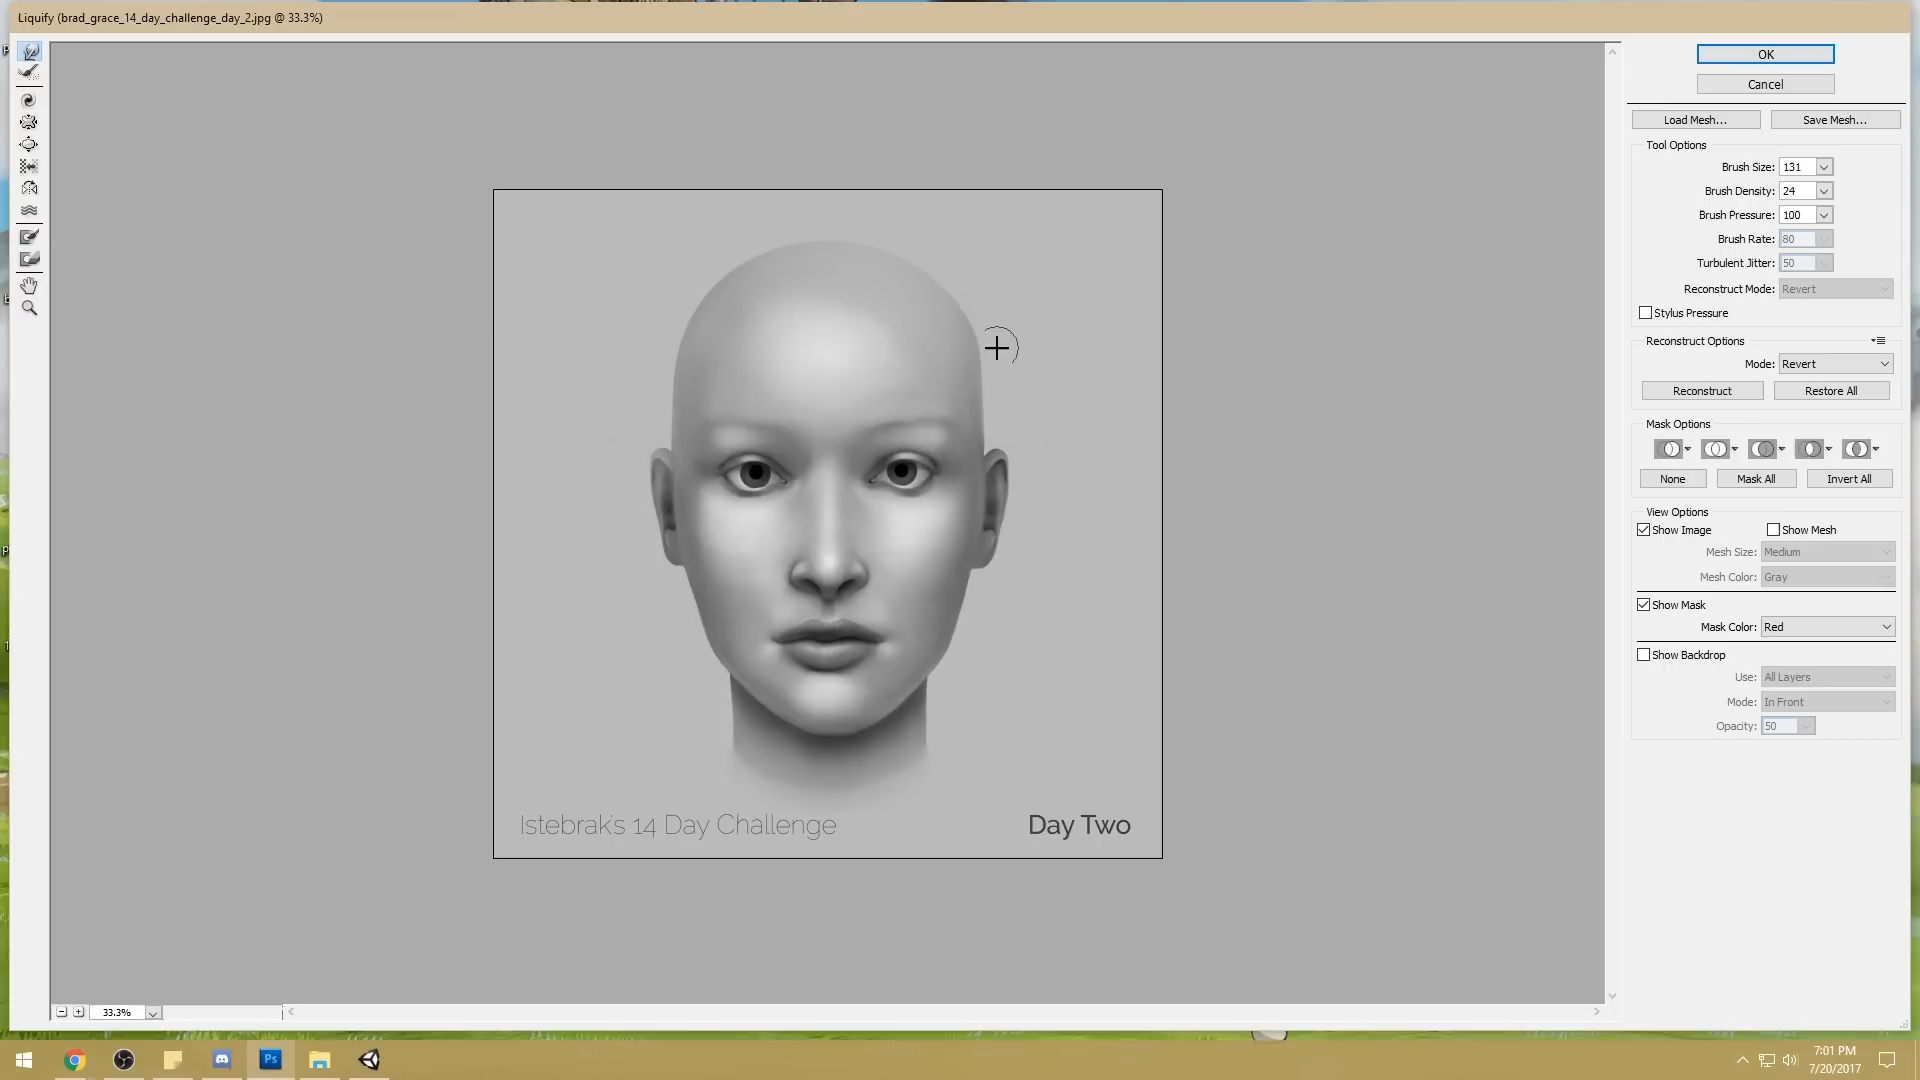 Liquify (brad_grace_14_day_challenge_day_2.jpg @ 33.3%)
OK
Cancel
Load Mesh... Save Mesh...
Tool Options
Brush Size: 131
Brush Density: 24
Brush Pressure: 100
Brush Rate: 80
Turbulent Jitter: 50
Reconstruct Mode: Revert
Stylus Pressure
Reconstruct Options
Mode: Revert
Reconstruct Restore All
Mask Options
None Mask All Invert All
View Options
Show Image Show Mesh
Mesh Size: Medium
Mesh Color: Gray
Show Mask
Mask Color: Red
Show Backdrop
Use: All Layers
Mode: In Front
Opacity: 50
Istebrak's 14 Day Challenge Day Two
33.3%
Ps
7:01 PM
7/20/2017